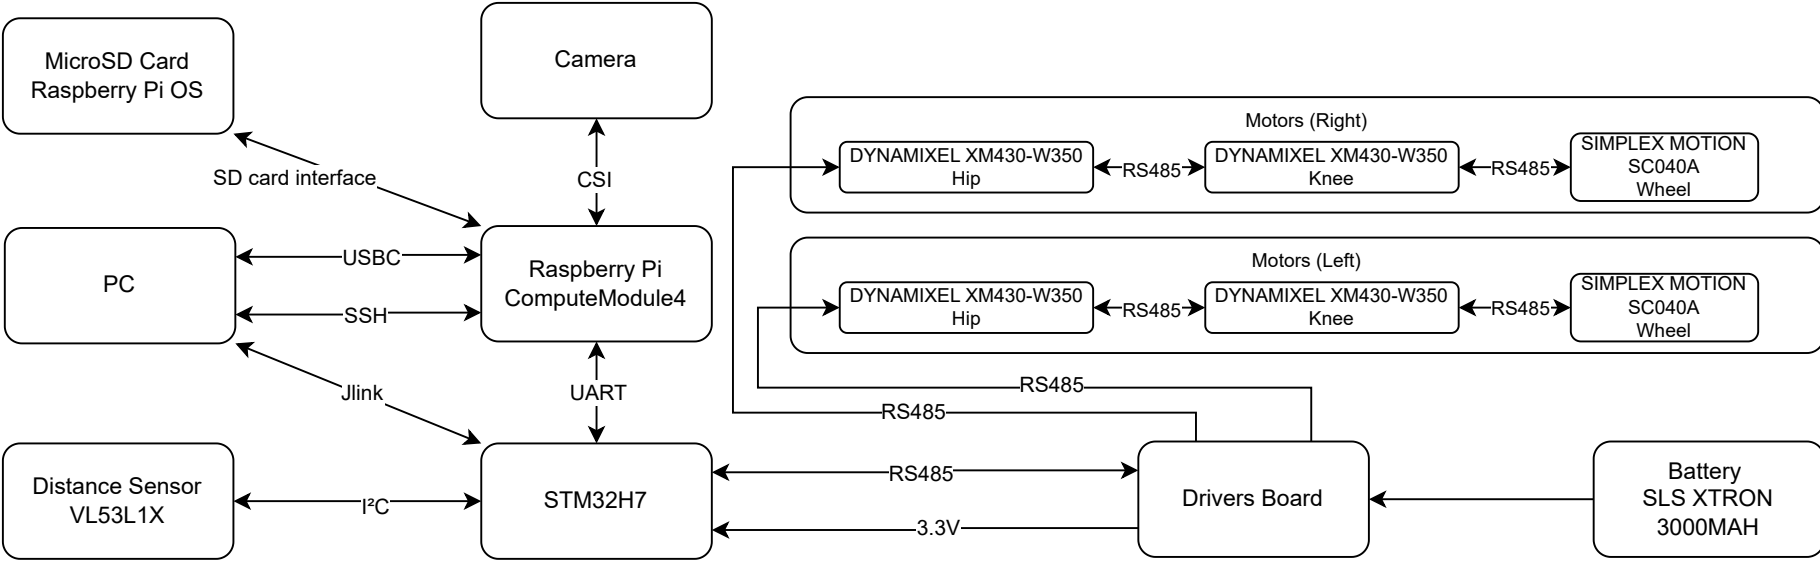 MicroSD Card
Raspberry Pi OS
Camera
SD card interface
CSI
PC
USBC
SSH
Raspberry Pi
ComputeModule4
Jlink
UART
Distance Sensor
VL53L1X
I²C
STM32H7
Motors (Right)
DYNAMIXEL XM430-W350
Hip
RS485
DYNAMIXEL XM430-W350
Knee
RS485
SIMPLEX MOTION
SC040A
Wheel
Motors (Left)
DYNAMIXEL XM430-W350
Hip
RS485
DYNAMIXEL XM430-W350
Knee
RS485
SIMPLEX MOTION
SC040A
Wheel
RS485
RS485
RS485
3.3V
Drivers Board
Battery
SLS XTRON
3000MAH